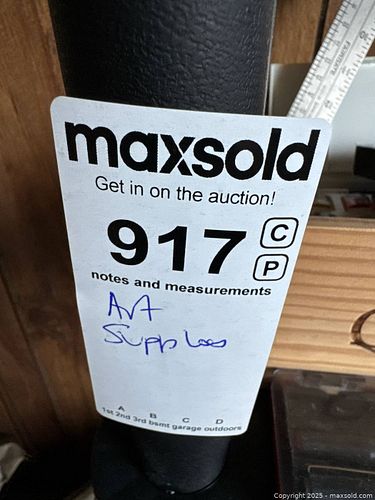 maxsold
Get in on the auction!
917 C
P
notes and measurements
Art
Supplies
A B C D
1st 2nd 3rd bsmt garage outdoors
Copyright 2025 - maxsold.com